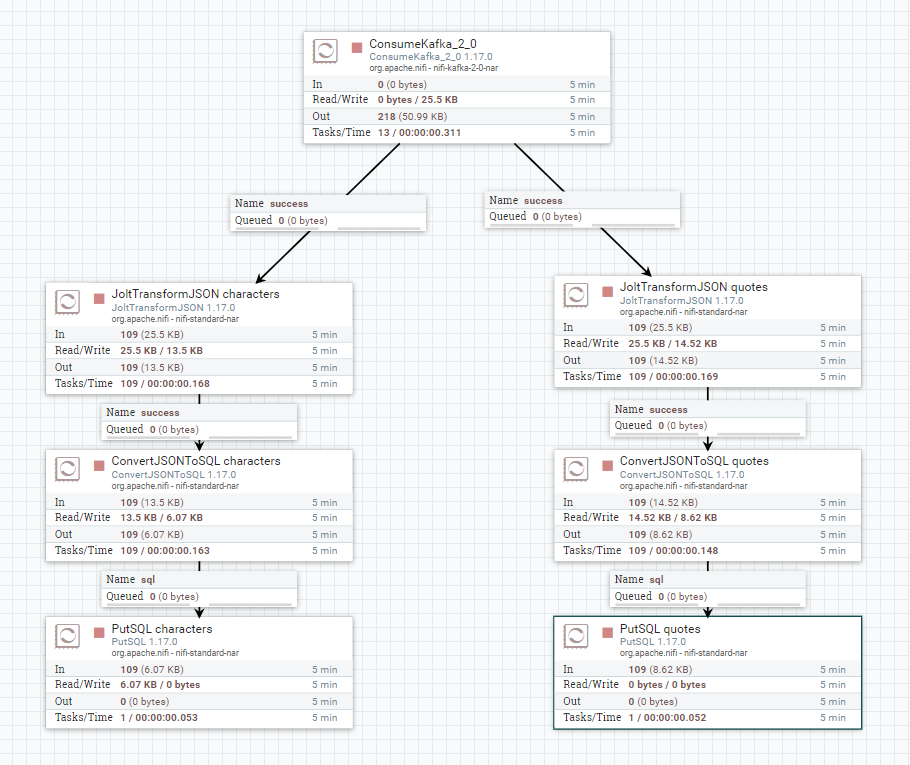 ConsumeKafka_2_0
ConsumeKafka_2_0 1.17.0
org.apache.nifi - nifi-kafka-2-0-nar
In 0 (0 bytes) 5 min
Read/Write 0 bytes / 25.5 KB 5 min
Out 218 (50.99 KB) 5 min
Tasks/Time 13 / 00:00:00.311 5 min
Name success
Queued 0 (0 bytes)
Name success
Queued 0 (0 bytes)
JoltTransformJSON characters
JoltTransformJSON 1.17.0
org.apache.nifi - nifi-standard-nar
In 109 (25.5 KB) 5 min
Read/Write 25.5 KB / 13.5 KB 5 min
Out 109 (13.5 KB) 5 min
Tasks/Time 109 / 00:00:00.168 5 min
JoltTransformJSON quotes
JoltTransformJSON 1.17.0
org.apache.nifi - nifi-standard-nar
In 109 (25.5 KB) 5 min
Read/Write 25.5 KB / 14.52 KB 5 min
Out 109 (14.52 KB) 5 min
Tasks/Time 109 / 00:00:00.169 5 min
Name success
Queued 0 (0 bytes)
Name success
Queued 0 (0 bytes)
ConvertJSONToSQL characters
ConvertJSONToSQL 1.17.0
org.apache.nifi - nifi-standard-nar
In 109 (13.5 KB) 5 min
Read/Write 13.5 KB / 6.07 KB 5 min
Out 109 (6.07 KB) 5 min
Tasks/Time 109 / 00:00:00.163 5 min
ConvertJSONToSQL quotes
ConvertJSONToSQL 1.17.0
org.apache.nifi - nifi-standard-nar
In 109 (14.52 KB) 5 min
Read/Write 14.52 KB / 8.62 KB 5 min
Out 109 (8.62 KB) 5 min
Tasks/Time 109 / 00:00:00.148 5 min
Name sql
Queued 0 (0 bytes)
Name sql
Queued 0 (0 bytes)
PutSQL characters
PutSQL 1.17.0
org.apache.nifi - nifi-standard-nar
In 109 (6.07 KB) 5 min
Read/Write 6.07 KB / 0 bytes 5 min
Out 0 (0 bytes) 5 min
Tasks/Time 1 / 00:00:00.053 5 min
PutSQL quotes
PutSQL 1.17.0
org.apache.nifi - nifi-standard-nar
In 109 (8.62 KB) 5 min
Read/Write 0 bytes / 0 bytes 5 min
Out 0 (0 bytes) 5 min
Tasks/Time 1 / 00:00:00.052 5 min